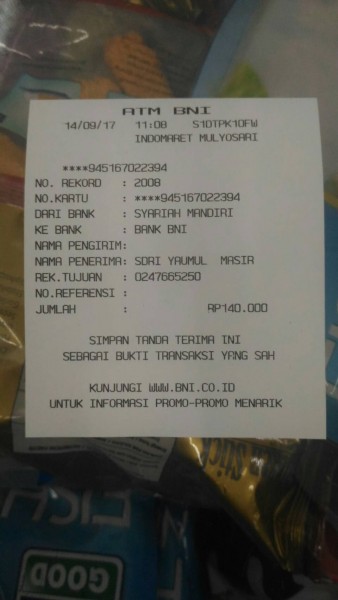 ATM BNI
14/09/17 11:08 S1DTPK10FW
INDOMARET MULYOSARI
****945167022394
NO. REKORD : 2008
NO.KARTU : ****945167022394
DARI BANK : SYARIAH MANDIRI
KE BANK : BANK BNI
NAMA PENGIRIM:
NAMA PENERIMA: SDRI YAUMUL MASIR
REK.TUJUAN : 0247665250
NO.REFERENSI :
JUMLAH : RP140.000
SIMPAN TANDA TERIMA INI
SEBAGAI BUKTI TRANSAKSI YANG SAH
KUNJUNGI WWW.BNI.CO.ID
UNTUK INFORMASI PROMO-PROMO MENARIK
Stick
GOOD